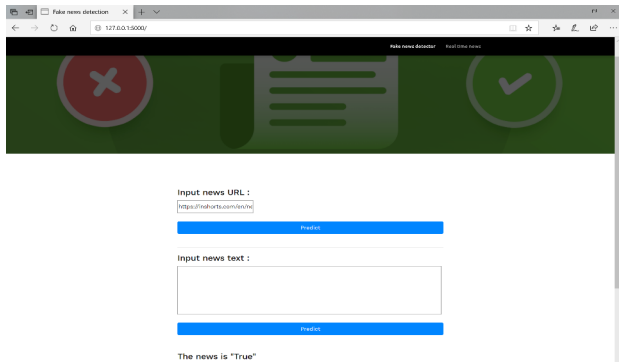 Fake news detection
127.0.0.1:5000/
Fake news detector Real time news
Input news URL :
https://inshorts.com/en/ne
Predict
Input news text :
Predict
The news is "True"